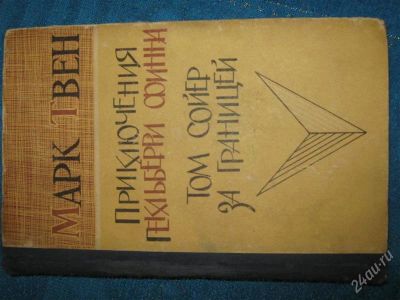 МАРК ТВЕН
ПРИКЛЮЧЕНИЯ
ГЕКЛЬБЕРРИ ФИННА
ТОМ СОЙЕР
ЗА ГРАНИЦЕЙ
24au.ru